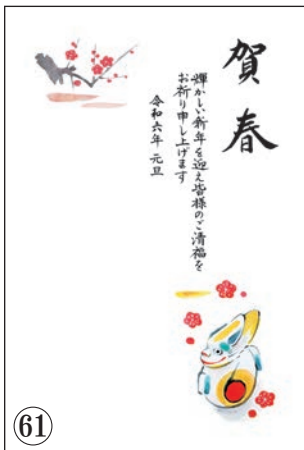 賀春
輝かしい新年を迎え皆様のご清福を
お祈り申し上げます
令和六年 元旦
61